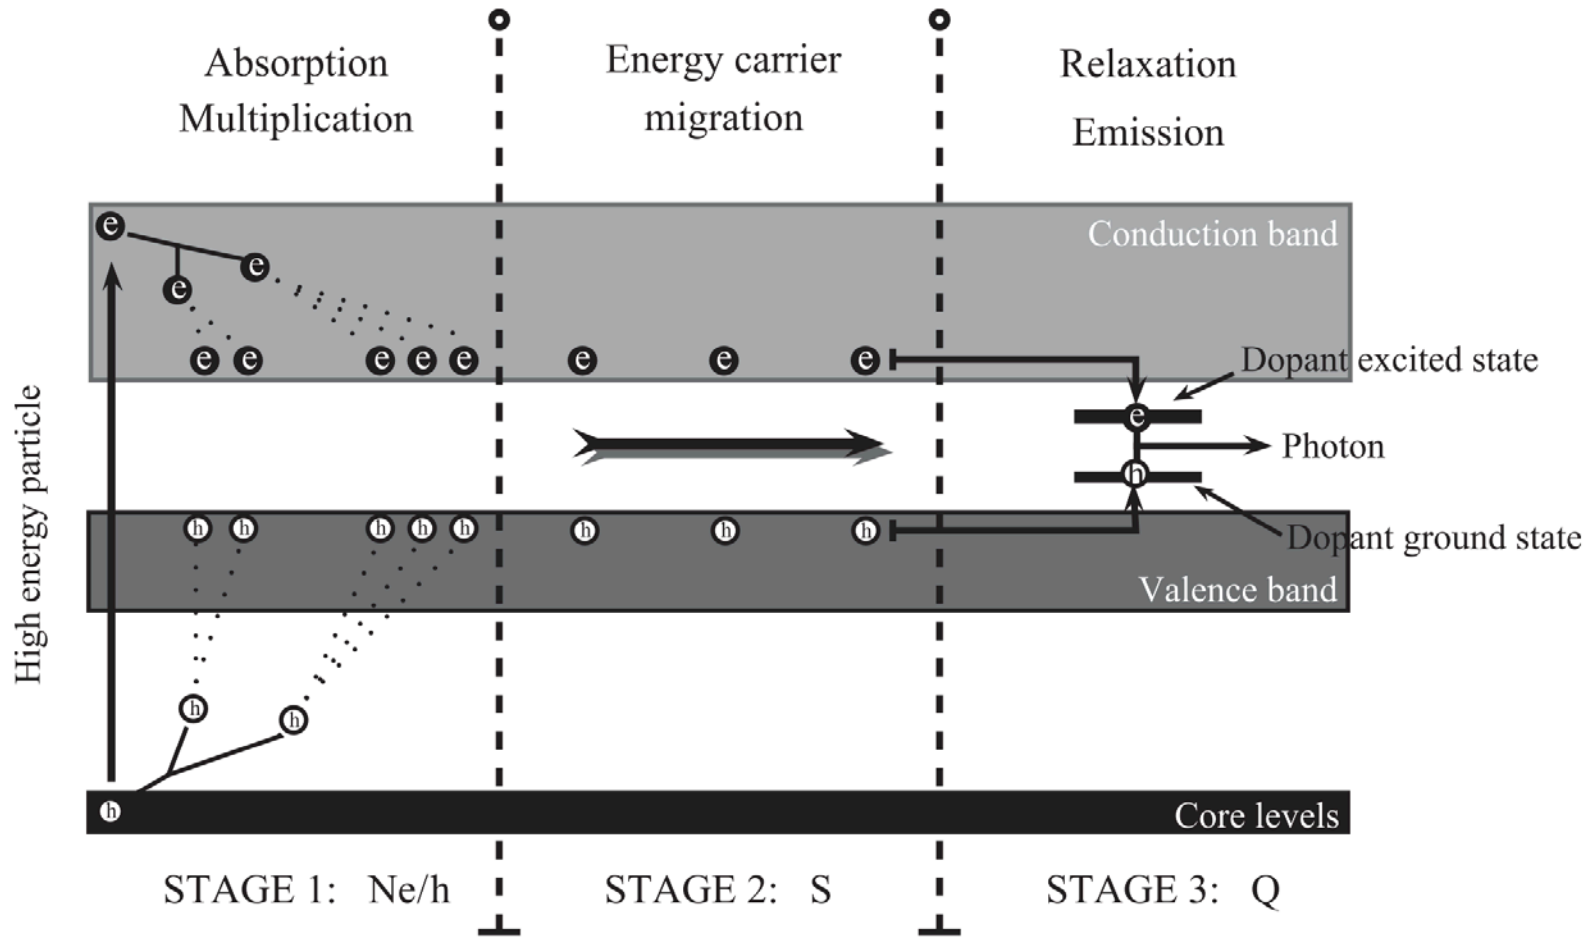 Absorption
Multiplication
Energy carrier
migration
Relaxation
Emission
Conduction band
e
e
e
e
e
e
e
e
e
e
e
Dopant excited state
e
Photon
h
High energy particle
h
h
h
h
h
h
h
h
Dopant ground state
Valence band
h
h
h
Core levels
STAGE 1: Ne/h
STAGE 2: S
STAGE 3: Q